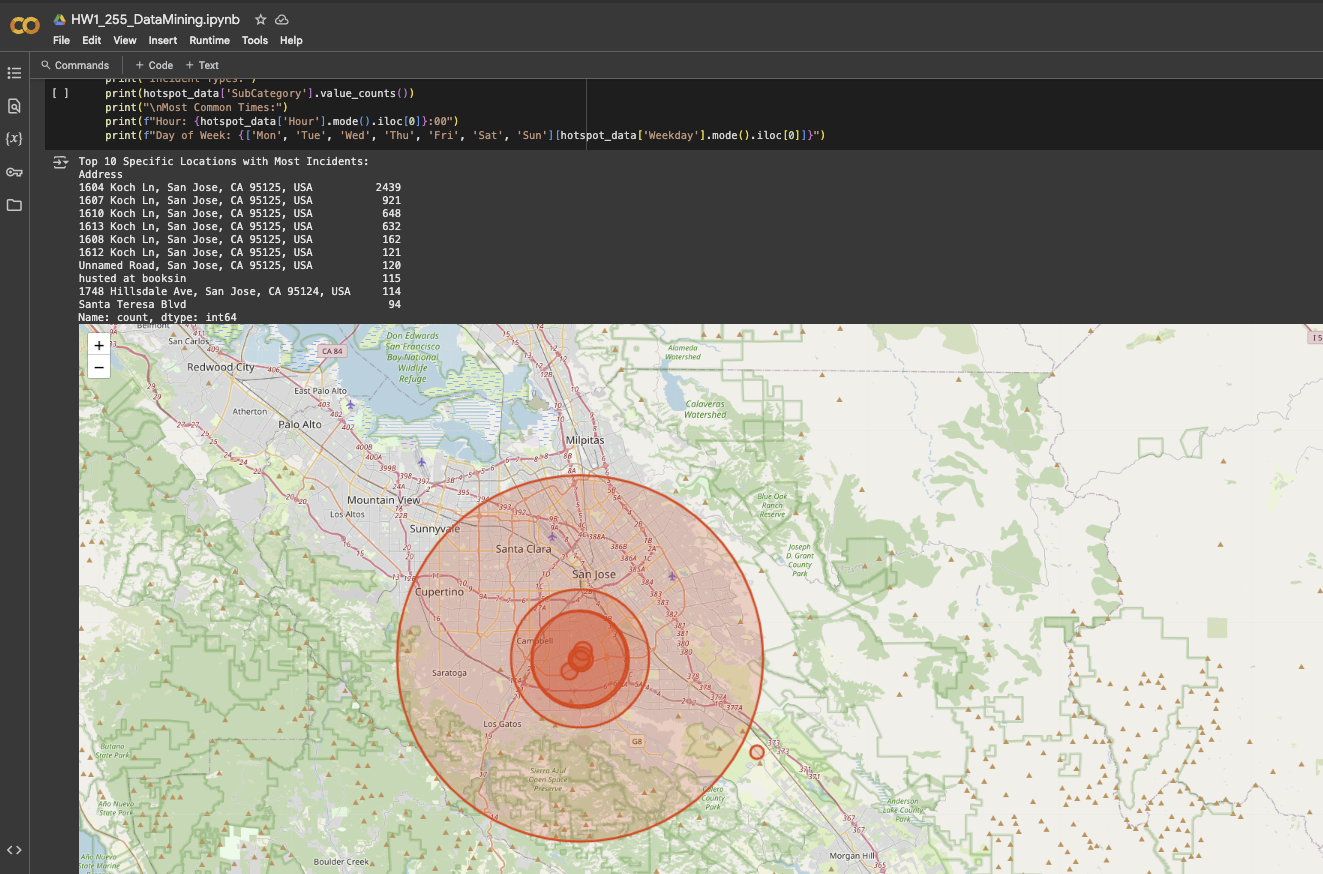 HW1_255_DataMining.ipynb
File Edit View Insert Runtime Tools Help
Commands + Code + Text
[ ]
print(hotspot_data['SubCategory'].value_counts())
print("\nMost Common Times:")
print(f"Hour: {hotspot_data['Hour'].mode().iloc[0]}:00")
print(f"Day of Week: {['Mon', 'Tue', 'Wed', 'Thu', 'Fri', 'Sat', 'Sun'][hotspot_data['Weekday'].mode().iloc[0]]}")
Top 10 Specific Locations with Most Incidents:
Address
1604 Koch Ln, San Jose, CA 95125, USA 2439
1607 Koch Ln, San Jose, CA 95125, USA 921
1610 Koch Ln, San Jose, CA 95125, USA 648
1613 Koch Ln, San Jose, CA 95125, USA 632
1608 Koch Ln, San Jose, CA 95125, USA 162
1612 Koch Ln, San Jose, CA 95125, USA 121
Unnamed Road, San Jose, CA 95125, USA 120
husted at booksin 115
1748 Hillsdale Ave, San Jose, CA 95124, USA 114
Santa Teresa Blvd 94
Name: count, dtype: int64
+
−
Belmont
San Carlos
Redwood City
CA 84
Don Edwards
San Francisco
Bay National
Wildlife
Refuge
Alameda
Watershed
I 5
East Palo Alto
Atherton
Palo Alto
Calaveras
Watershed
Milpitas
Mountain View
Los Altos
Sunnyvale
Santa Clara
Blue Oak
Ranch
Reserve
San Jose
Cupertino
Joseph
D. Grant
County
Park
Campbell
Saratoga
Los Gatos
G8
Butano
State Park
Sierra Azul
Open Space
Preserve
Calero
County
Park
Año Nuevo
State Park
Anderson
Lake County
Park
Año Nuevo
State Marine
Boulder Creek
Morgan Hill